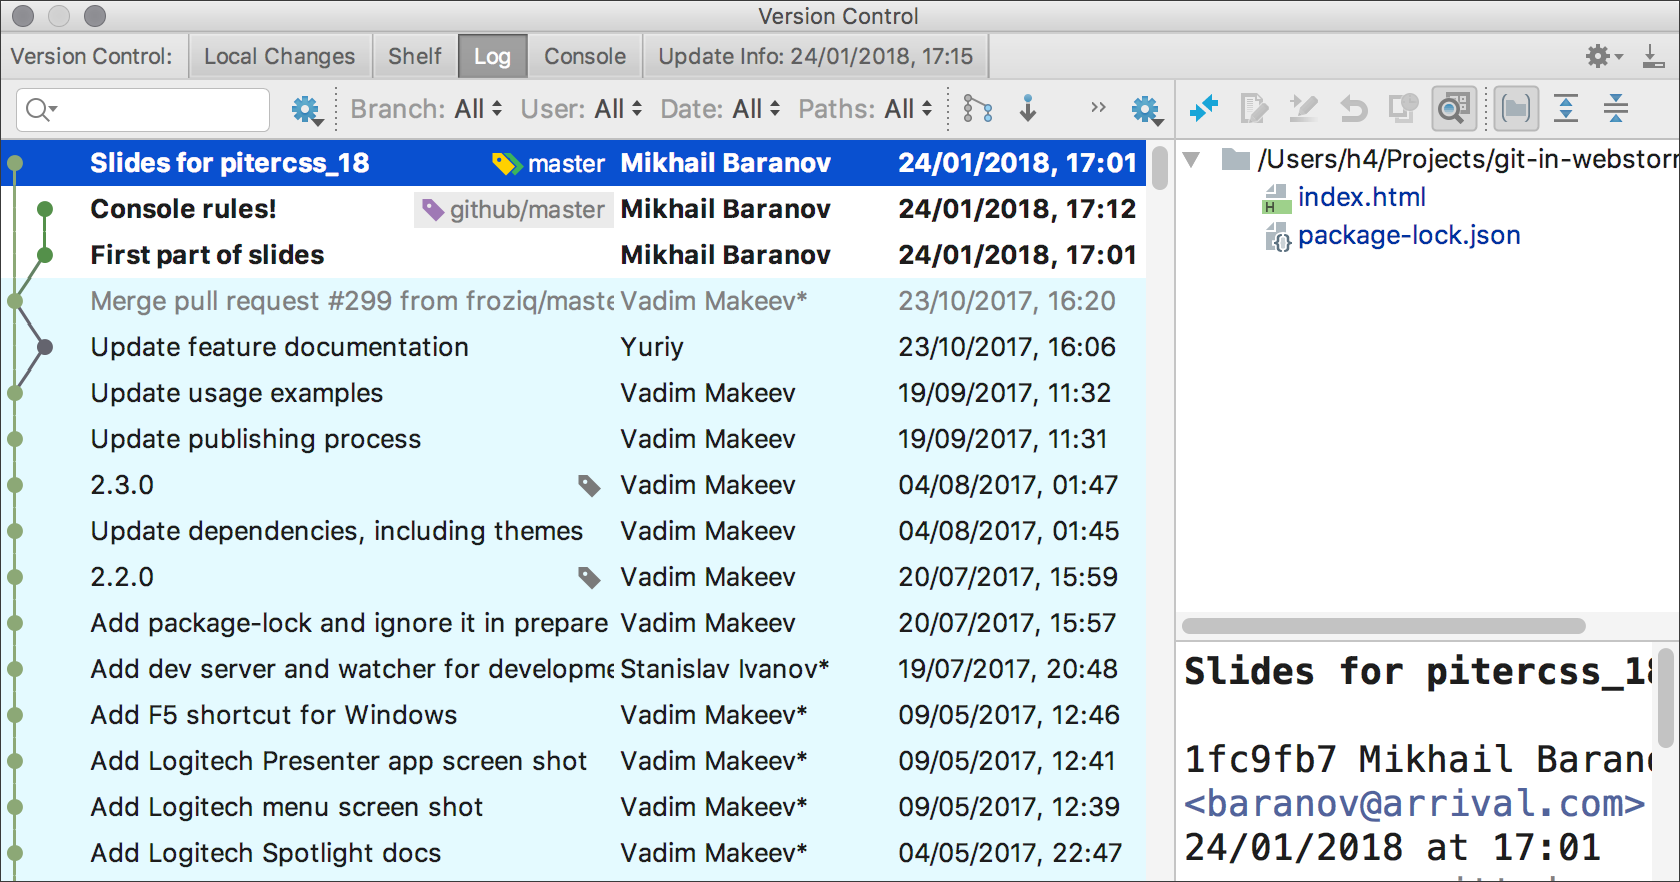 Version Control
Version Control: Local Changes Shelf Log Console Update Info: 24/01/2018, 17:15
Branch: All User: All Date: All Paths: All
Slides for pitercss_18 master Mikhail Baranov 24/01/2018, 17:01
Console rules! github/master Mikhail Baranov 24/01/2018, 17:12
First part of slides Mikhail Baranov 24/01/2018, 17:01
Merge pull request #299 from froziq/maste Vadim Makeev* 23/10/2017, 16:20
Update feature documentation Yuriy 23/10/2017, 16:06
Update usage examples Vadim Makeev 19/09/2017, 11:32
Update publishing process Vadim Makeev 19/09/2017, 11:31
2.3.0 Vadim Makeev 04/08/2017, 01:47
Update dependencies, including themes Vadim Makeev 04/08/2017, 01:45
2.2.0 Vadim Makeev 20/07/2017, 15:59
Add package-lock and ignore it in prepare Vadim Makeev 20/07/2017, 15:57
Add dev server and watcher for developme Stanislav Ivanov* 19/07/2017, 20:48
Add F5 shortcut for Windows Vadim Makeev* 09/05/2017, 12:46
Add Logitech Presenter app screen shot Vadim Makeev* 09/05/2017, 12:41
Add Logitech menu screen shot Vadim Makeev* 09/05/2017, 12:39
Add Logitech Spotlight docs Vadim Makeev* 04/05/2017, 22:47
/Users/h4/Projects/git-in-webstorm
index.html
package-lock.json
Slides for pitercss_18
1fc9fb7 Mikhail Barano
<baranov@arrival.com>
24/01/2018 at 17:01